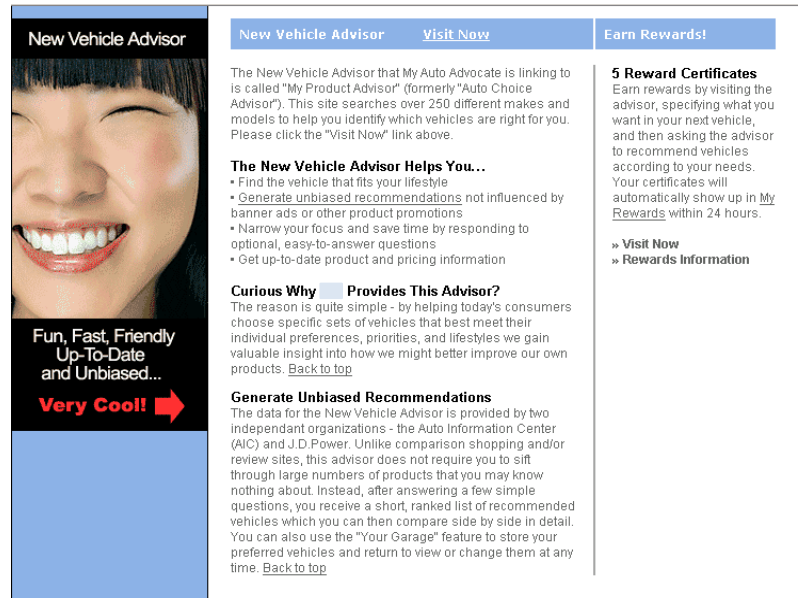 New Vehicle Advisor
Fun, Fast, Friendly
Up-To-Date
and Unbiased...
Very Cool!
New Vehicle Advisor Visit Now
The New Vehicle Advisor that My Auto Advocate is linking to
is called "My Product Advisor" (formerly "Auto Choice
Advisor"). This site searches over 250 different makes and
models to help you identify which vehicles are right for you.
Please click the "Visit Now" link above.
The New Vehicle Advisor Helps You...
• Find the vehicle that fits your lifestyle
• Generate unbiased recommendations not influenced by
banner ads or other product promotions
• Narrow your focus and save time by responding to
optional, easy-to-answer questions
• Get up-to-date product and pricing information
Curious Why Provides This Advisor?
The reason is quite simple - by helping today's consumers
choose specific sets of vehicles that best meet their
individual preferences, priorities, and lifestyles we gain
valuable insight into how we might better improve our own
products. Back to top
Generate Unbiased Recommendations
The data for the New Vehicle Advisor is provided by two
independant organizations - the Auto Information Center
(AIC) and J.D.Power. Unlike comparison shopping and/or
review sites, this advisor does not require you to sift
through large numbers of products that you may know
nothing about. Instead, after answering a few simple
questions, you receive a short, ranked list of recommended
vehicles which you can then compare side by side in detail.
You can also use the "Your Garage" feature to store your
preferred vehicles and return to view or change them at any
time. Back to top
Earn Rewards!
5 Reward Certificates
Earn rewards by visiting the
advisor, specifying what you
want in your next vehicle,
and then asking the advisor
to recommend vehicles
according to your needs.
Your certificates will
automatically show up in My
Rewards within 24 hours.
» Visit Now
» Rewards Information